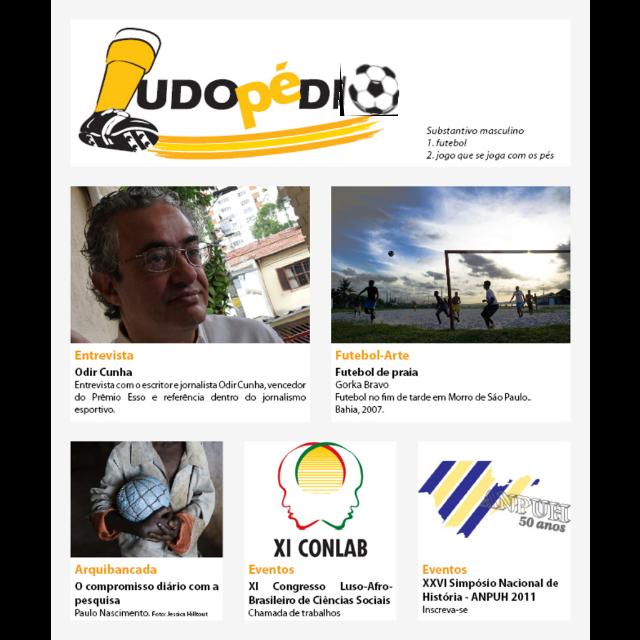 LUDOpéDIO
Substantivo masculino
1. futebol
2. jogo que se joga com os pés
Entrevista
Odir Cunha
Entrevista com o escritor e jornalista Odir Cunha, vencedor
do Prêmio Esso e referência dentro do jornalismo
esportivo.
Futebol-Arte
Futebol de praia
Gorka Bravo
Futebol no fim de tarde em Morro de São Paulo..
Bahia, 2007.
Arquibancada
O compromisso diário com a
pesquisa
Paulo Nascimento. Foto: Jessica Hilltout
XI CONLAB
Eventos
XI Congresso Luso-Afro-
Brasileiro de Ciências Sociais
Chamada de trabalhos
ANPUH
50 anos
Eventos
XXVI Simpósio Nacional de
História - ANPUH 2011
Inscreva-se